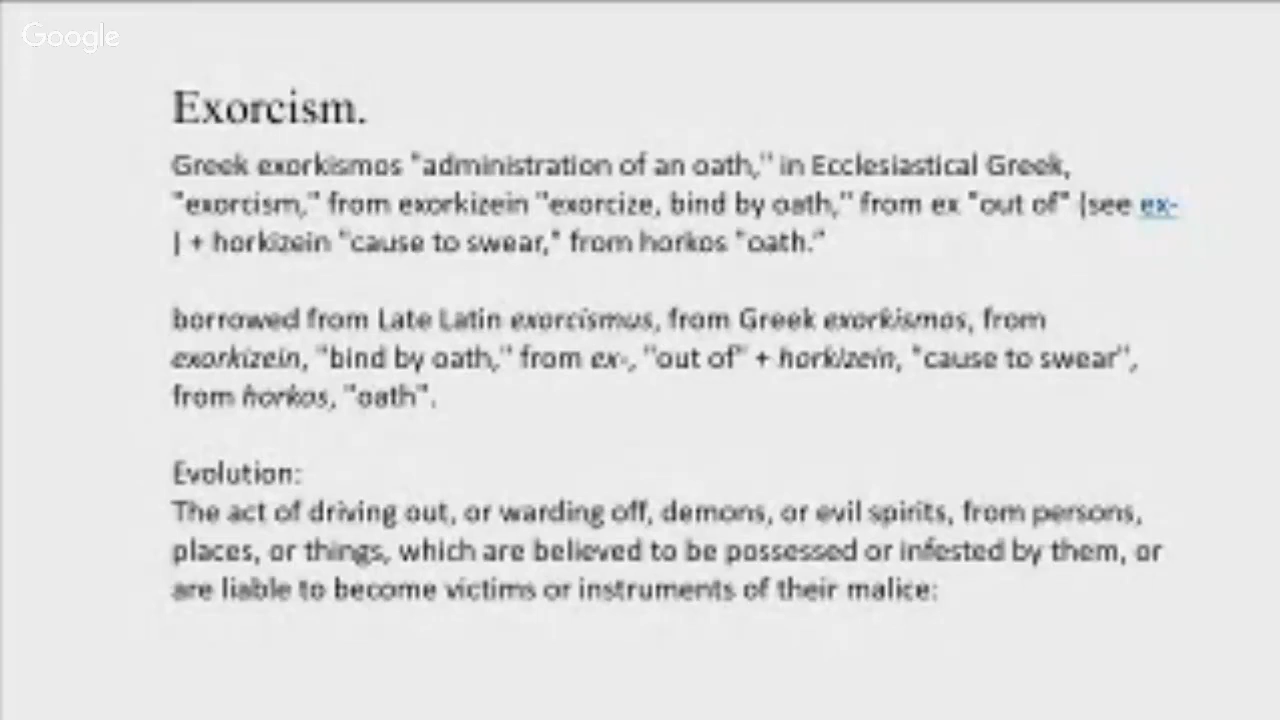 Google
Exorcism.
Greek exorkismos "administration of an oath," in Ecclesiastical Greek,
"exorcism," from exorkizein "exorcize, bind by oath," from ex "out of" (see ex-
) + horkizein "cause to swear," from horkos "oath."
borrowed from Late Latin exorcismus, from Greek exorkismos, from
exorkizein, "bind by oath," from ex-, "out of" + horkizein, "cause to swear",
from horkos, "oath".
Evolution:
The act of driving out, or warding off, demons, or evil spirits, from persons,
places, or things, which are believed to be possessed or infested by them, or
are liable to become victims or instruments of their malice: